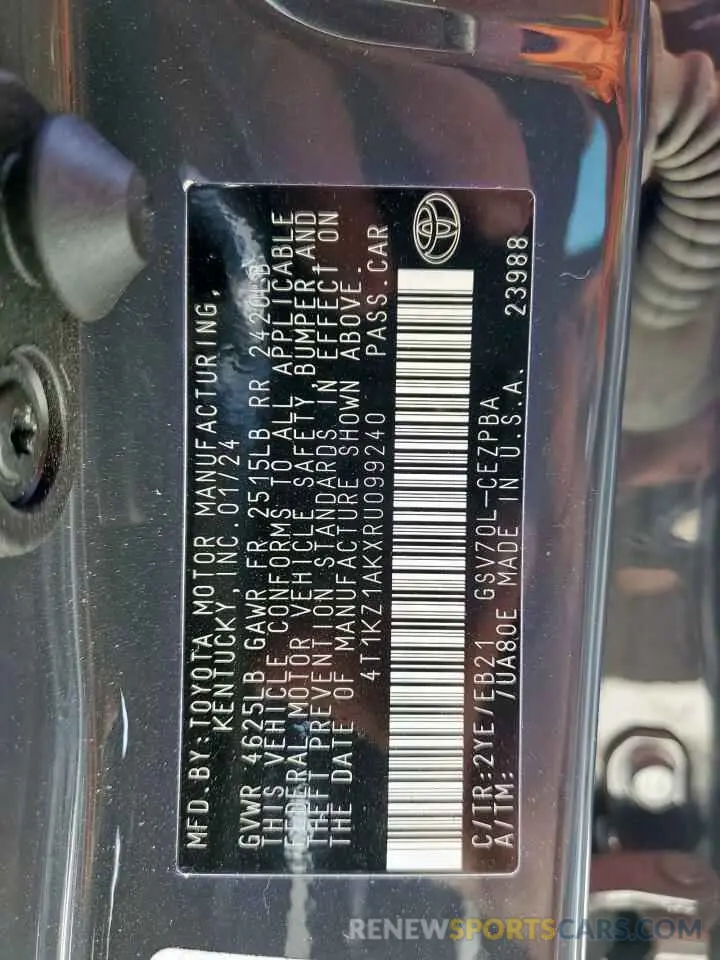 MFD.BY:TOYOTA MOTOR MANUFACTURING,
KENTUCKY,INC.01/24
GVWR 4625LB GAWR FR 2515LB RR 2420LB
THIS VEHICLE CONFORMS TO ALL APPLICABLE
FEDERAL MOTOR VEHICLE SAFETY, BUMPER, AND
THEFT PREVENTION STANDARDS IN EFFECT ON
THE DATE OF MANUFACTURE SHOWN ABOVE.
4T1KZ1AKXRU099240 PASS.CAR
C/TR:2YE/EB21 GSV70L-CEZPBA
A/TM: /UA80E MADE IN U.S.A. 23988
RENEWSPORTSCARS.COM